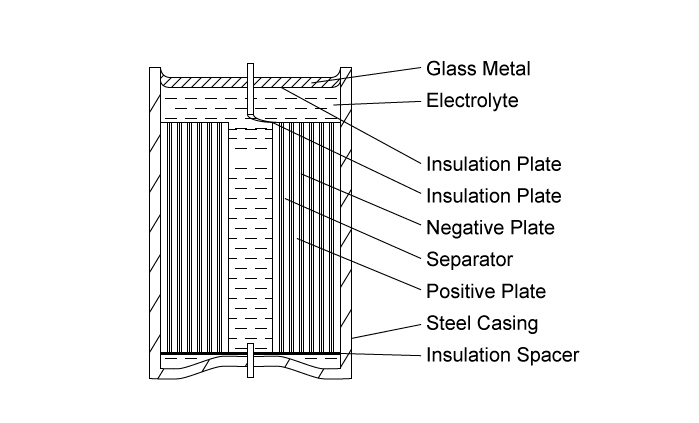 Glass Metal
Electrolyte
Insulation Plate
Insulation Plate
Negative Plate
Separator
Positive Plate
Steel Casing
Insulation Spacer